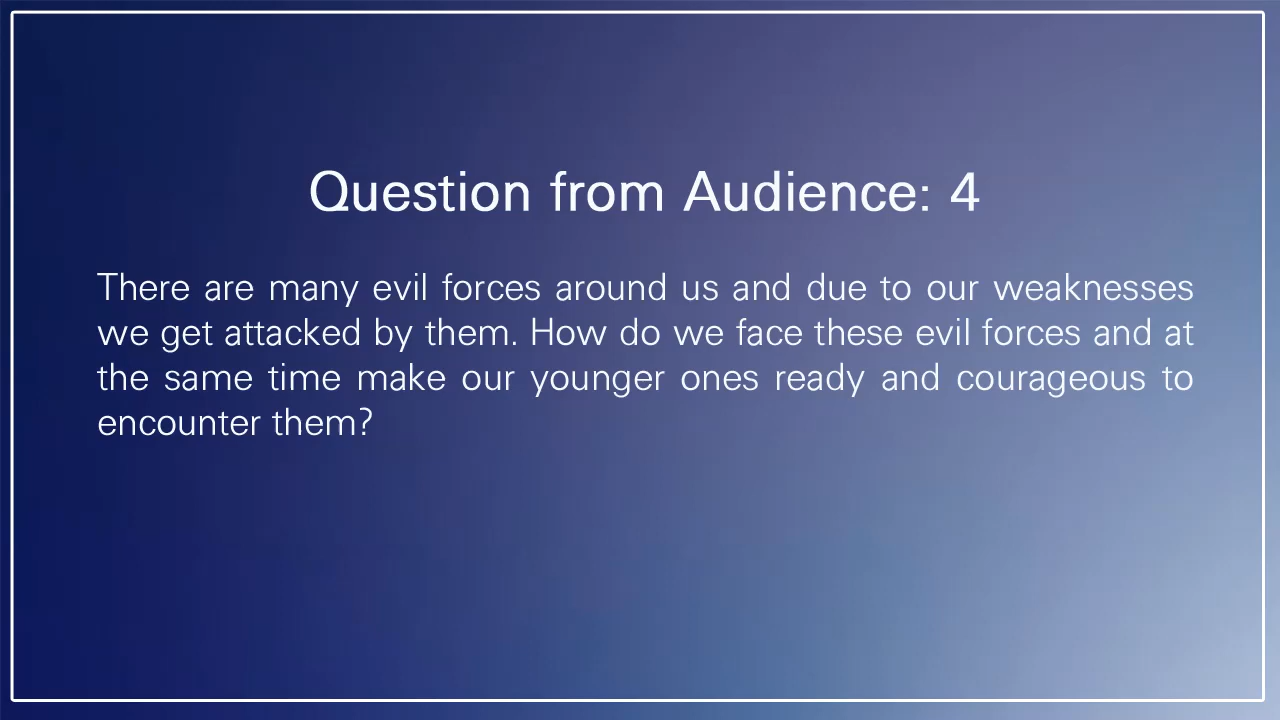 Question from Audience: 4
There are many evil forces around us and due to our weaknesses
we get attacked by them. How do we face these evil forces and at
the same time make our younger ones ready and courageous to
encounter them?